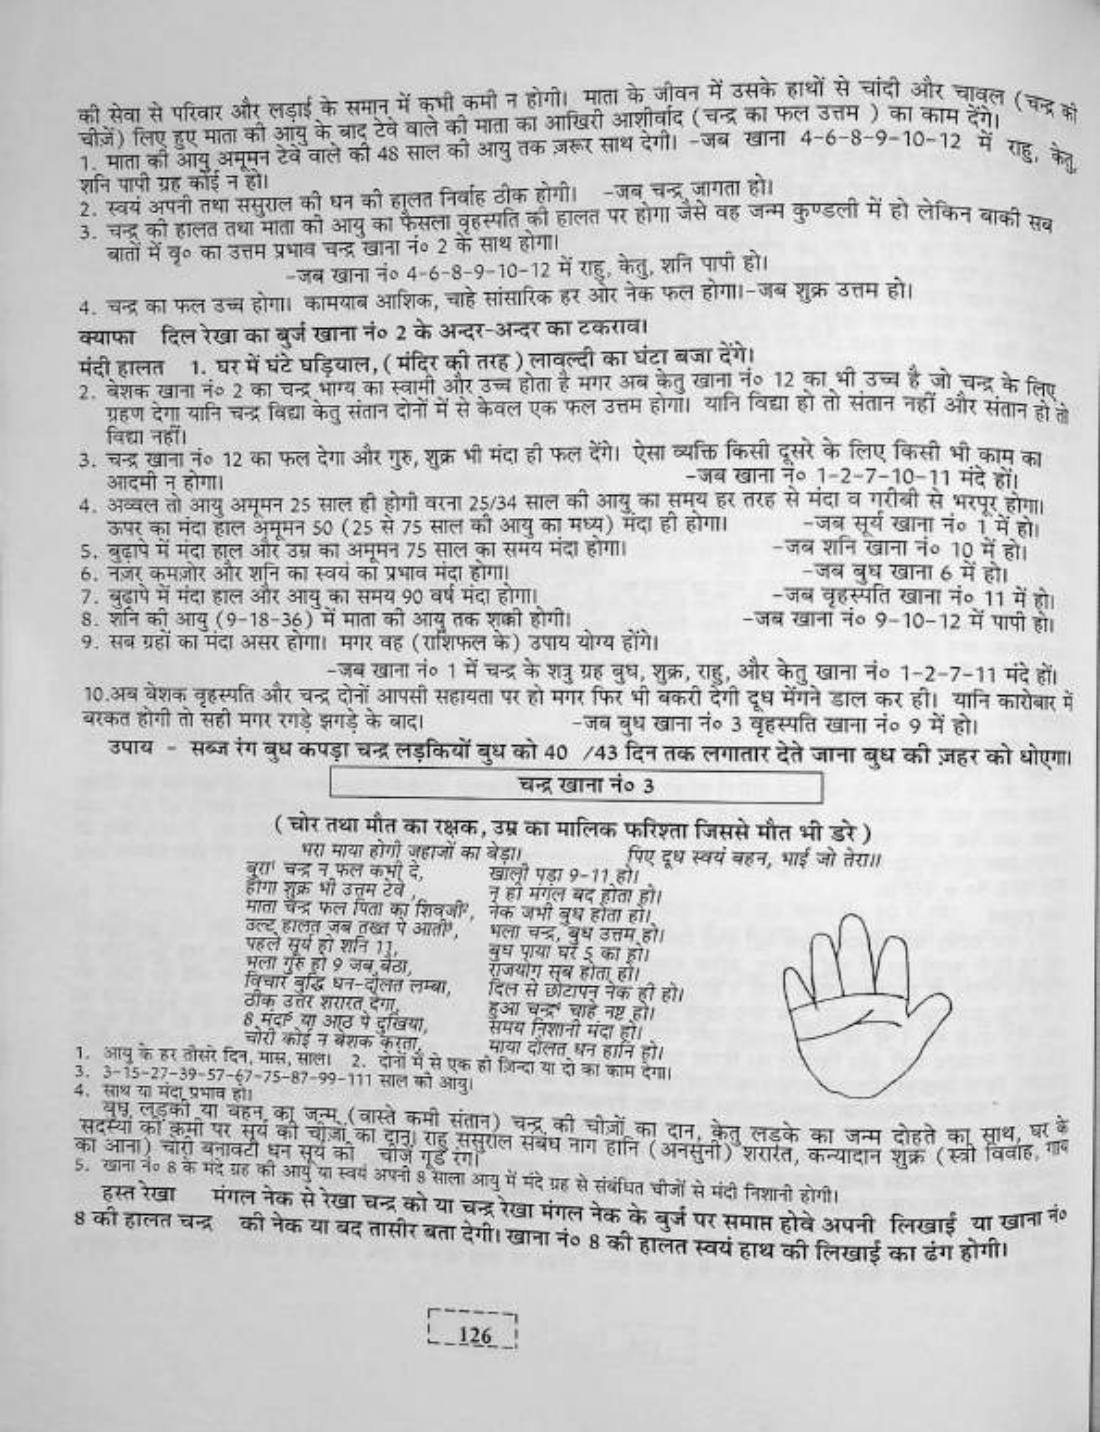 की सेवा से परिवार और लड़ाई के समान में कभी कमी न होगी। माता के जीवन में उसके हाथों से चांदी और चावल (चन्द्र की
चीज़ें) लिए हुए माता की आयु के बाद टेवे वाले की माता का आखिरी आशीर्वाद (चन्द्र का फल उत्तम ) का काम देंगे।
1. माता की आयु अमूमन टेवे वाले की 48 साल की आयु तक ज़रूर साथ देगी। -जब खाना 4-6-8-9-10-12 में राहु, केतु,
शनि पापी ग्रह कोई न हो।
2. स्वयं अपनी तथा ससुराल की धन की हालत निर्वाह ठीक होगी। -जब चन्द्र जागता हो।
3. चन्द्र की हालत तथा माता की आयु का फैसला वृहस्पति की हालत पर होगा जैसे वह जन्म कुण्डली में हो लेकिन बाकी सब
बातों में वृ० का उत्तम प्रभाव चन्द्र खाना नं० 2 के साथ होगा।
-जब खाना नं० 4-6-8-9-10-12 में राहु, केतु, शनि पापी हो।
4. चन्द्र का फल उच्च होगा। कामयाब आशिक, चाहे सांसारिक हर ओर नेक फल होगा।-जब शुक्र उत्तम हो।
क्याफा दिल रेखा का बुर्ज खाना नं० 2 के अन्दर-अन्दर का टकराव।
मंदी हालत 1. घर में घंटे घड़ियाल, ( मंदिर की तरह ) लावल्दी का घंटा बजा देंगे।
2. बेशक खाना नं० 2 का चन्द्र भाग्य का स्वामी और उच्च होता है मगर अब केतु खाना नं० 12 का भी उच्च है जो चन्द्र के लिए
ग्रहण देगा यानि चन्द्र विद्या केतु संतान दोनों में से केवल एक फल उत्तम होगा। यानि विद्या हो तो संतान नहीं और संतान हो तो
विद्या नहीं।
3. चन्द्र खाना नं० 12 का फल देगा और गुरु, शुक्र भी मंदा ही फल देंगे। ऐसा व्यक्ति किसी दूसरे के लिए किसी भी काम का
आदमी न होगा। -जब खाना नं० 1-2-7-10-11 मंदे हों।
4. अव्वल तो आयु अमूमन 25 साल ही होगी वरना 25/34 साल की आयु का समय हर तरह से मंदा व गरीबी से भरपूर होगा।
ऊपर का मंदा हाल अमूमन 50 (25 से 75 साल की आयु का मध्य) मंदा ही होगा। -जब सूर्य खाना नं० 1 में हो।
5. बुढ़ापे में मंदा हाल और उम्र का अमूमन 75 साल का समय मंदा होगा। -जब शनि खाना नं० 10 में हो।
6. नज़र कमज़ोर और शनि का स्वयं का प्रभाव मंदा होगा। -जब बुध खाना 6 में हो।
7. बुढ़ापे में मंदा हाल और आयु का समय 90 वर्ष मंदा होगा। -जब वृहस्पति खाना नं० 11 में हो।
8. शनि की आयु (9-18-36) में माता की आयु तक शक्की होगी। -जब खाना नं० 9-10-12 में पापी हो।
9. सब ग्रहों का मंदा असर होगा। मगर वह (राशिफल के) उपाय योग्य होंगे।
-जब खाना नं० 1 में चन्द्र के शत्रु ग्रह बुध, शुक्र, राहु, और केतु खाना नं० 1-2-7-11 मंदे हों।
10.अब बेशक वृहस्पति और चन्द्र दोनों आपसी सहायता पर हो मगर फिर भी बकरी देगी दूध मेंगने डाल कर ही। यानि कारोबार में
बरकत होगी तो सही मगर रगड़े झगड़े के बाद। -जब बुध खाना नं० 3 वृहस्पति खाना नं० 9 में हो।
उपाय - सब्ज रंग बुध कपड़ा चन्द्र लड़कियों बुध को 40 /43 दिन तक लगातार देते जाना बुध की ज़हर को धोएगा।
चन्द्र खाना नं० 3
( चोर तथा मौत का रक्षक, उम्र का मालिक फरिश्ता जिससे मौत भी डरे )
भरा माया होगी जहाजों का बेड़ा। पिए दूध स्वयं बहन, भाई जो तेरा॥
बुरा¹ चन्द्र न फल कभी दे, खाली पड़ा 9-11 हो।
होगा शुक्र भी उत्तम टेवे, न ही मंगल बद होता हो।
माता चन्द्र फल पिता का शिवजी², नेक जभी बुध होता हो।
उल्ट हालत जब तख्त पे आती³, भला चन्द्र, बुध उत्तम हो।
पहले सूर्य हो शनि 11, बुध पाया घर 5 का हो।
भला गुरु हो 9 जब बैठा, राजयोग सब होता हो।
विचार बुद्धि धन-दौलत लम्बा, दिल से छोटापन नेक ही हो।
ठीक उत्तर शरारत देगा, हुआ चन्द्र⁴ चाहे नष्ट हो।
8 मंदा⁵ या आठ पे दुखिया, समय निशानी मंदा हो।
चोरी कोई न बेशक करता, माया दौलत धन हानि हो।
1. आयु के हर तीसरे दिन, मास, साल। 2. दोनों में से एक ही ज़िन्दा या दो का काम देगा।
3. 3-15-27-39-57-67-75-87-99-111 साल की आयु।
4. साथ या मंदा प्रभाव हो।
बुध लड़की या बहन का जन्म (वास्ते कमी संतान) चन्द्र की चीज़ों का दान, केतु लड़के का जन्म दोहते का साथ, घर के
सदस्यों की कमी पर सूर्य की चीज़ों का दान। राहु ससुराल संबंध नाग हानि (अनसुनी) शरारत, कन्यादान शुक्र (स्त्री विवाह, गाय
का आना) चोरी बनावटी धन सूर्य की चीजें गूड़े रंग।
5. खाना नं० 8 के मंदे ग्रह की आयु या स्वयं अपनी 8 साला आयु में मंदे ग्रह से संबंधित चीजों से मंदी निशानी होगी।
हस्त रेखा मंगल नेक से रेखा चन्द्र को या चन्द्र रेखा मंगल नेक के बुर्ज पर समाप्त होवे अपनी लिखाई या खाना नं०
8 की हालत चन्द्र की नेक या बद तासीर बता देगी। खाना नं० 8 की हालत स्वयं हाथ की लिखाई का ढंग होगी।
126